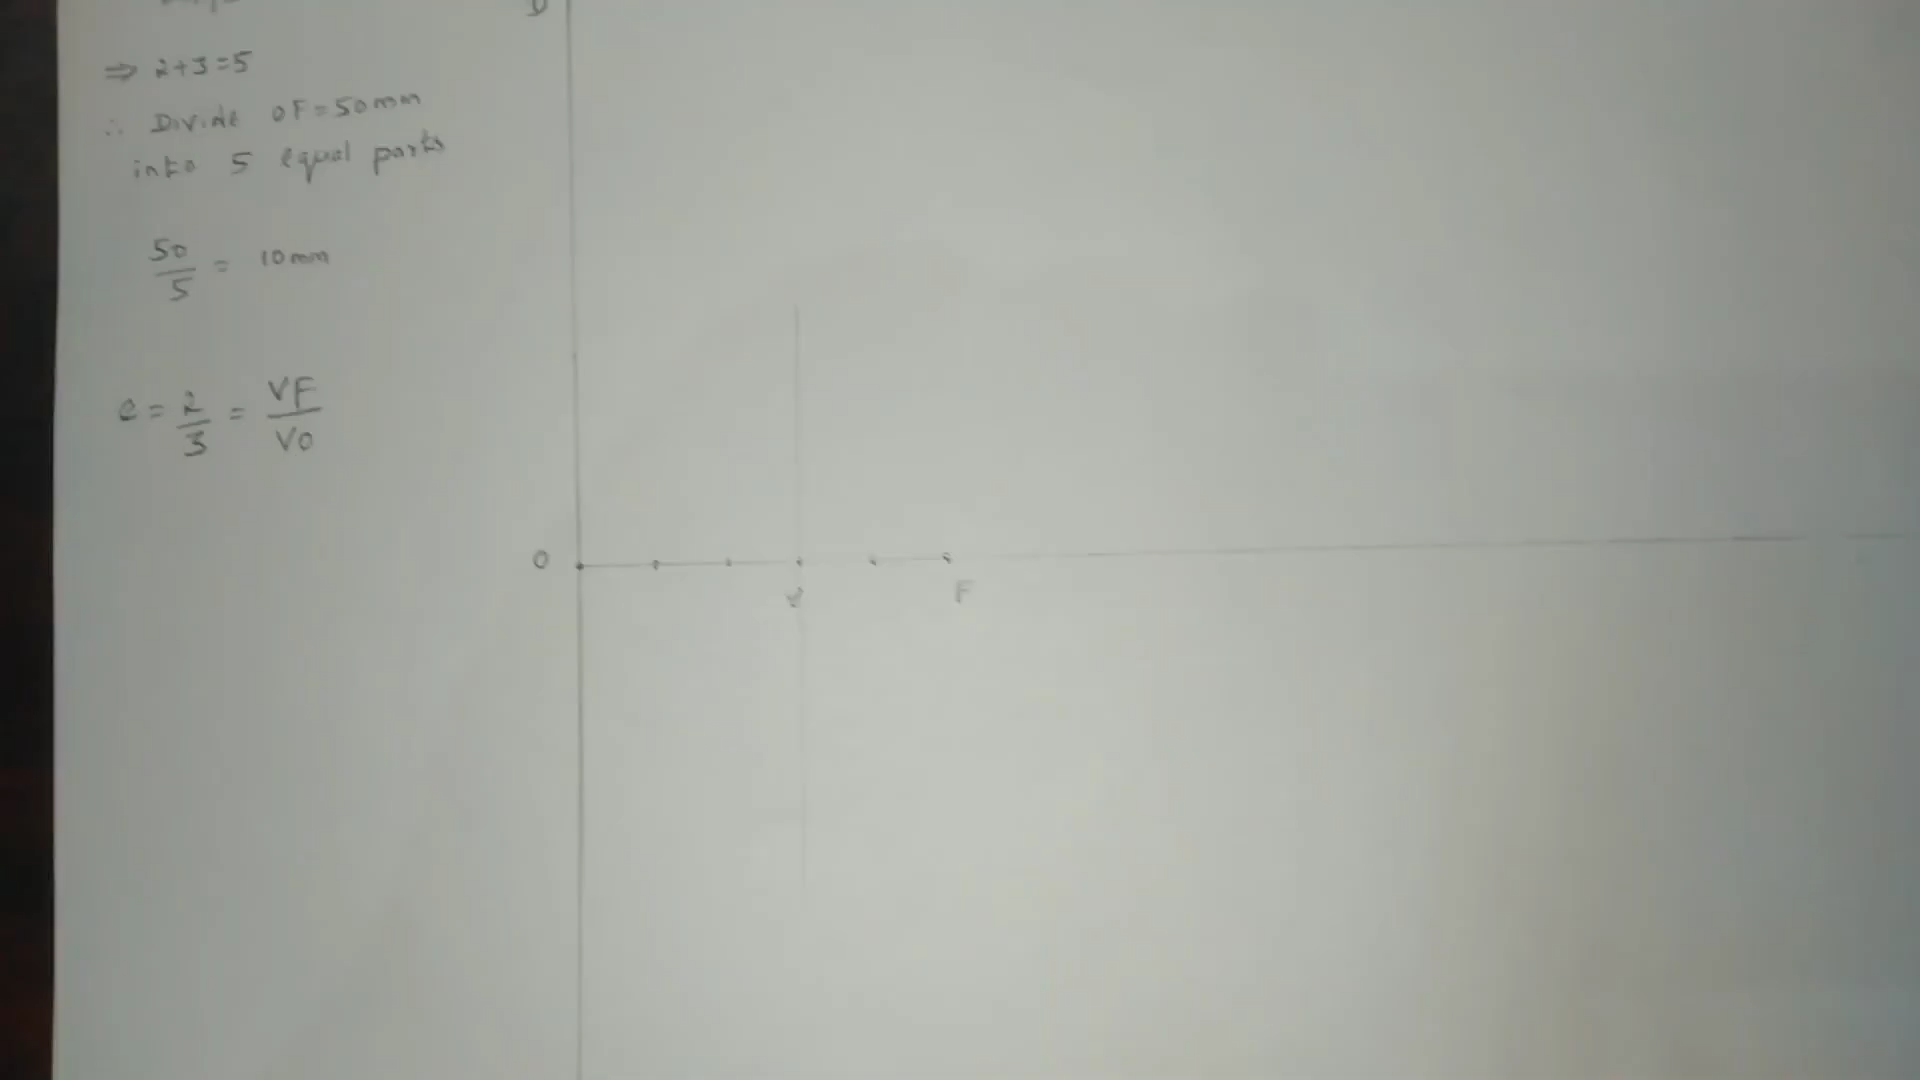 D
⇒ 2+3=5
∴ Divide OF=50mm
into 5 equal parts
50/5 = 10mm
e = 2/3 = VF/VO
O
V
F